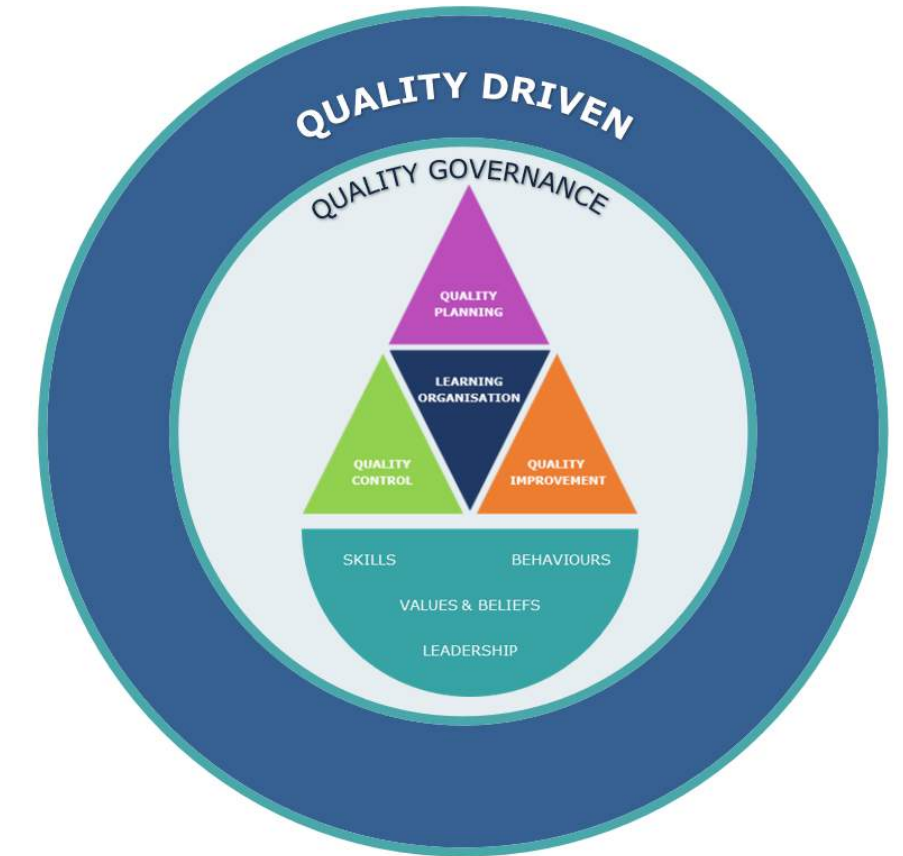 QUALITY DRIVEN
QUALITY GOVERNANCE
QUALITY
PLANNING
LEARNING
ORGANISATION
QUALITY
CONTROL
QUALITY
IMPROVEMENT
SKILLS
BEHAVIOURS
VALUES & BELIEFS
LEADERSHIP